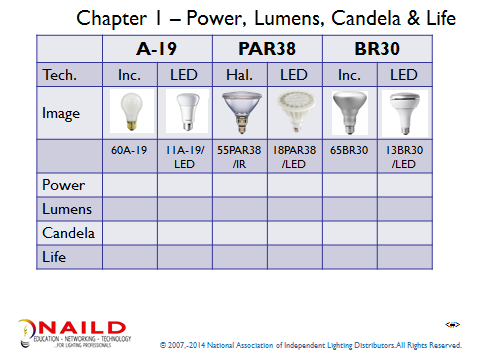 Chapter 1 – Power, Lumens, Candela & Life
A-19 PAR38 BR30
Tech. Inc. LED Hal. LED Inc. LED
Image
60A-19 11A-19/ 55PAR38 18PAR38 65BR30 13BR30
LED /IR /LED /LED
Power
Lumens
Candela
Life
NAILD
EDUCATION - NETWORKING - TECHNOLOGY
...FOR LIGHTING PROFESSIONALS
© 2007,-2014 National Association of Independent Lighting Distributors.All Rights Reserved.